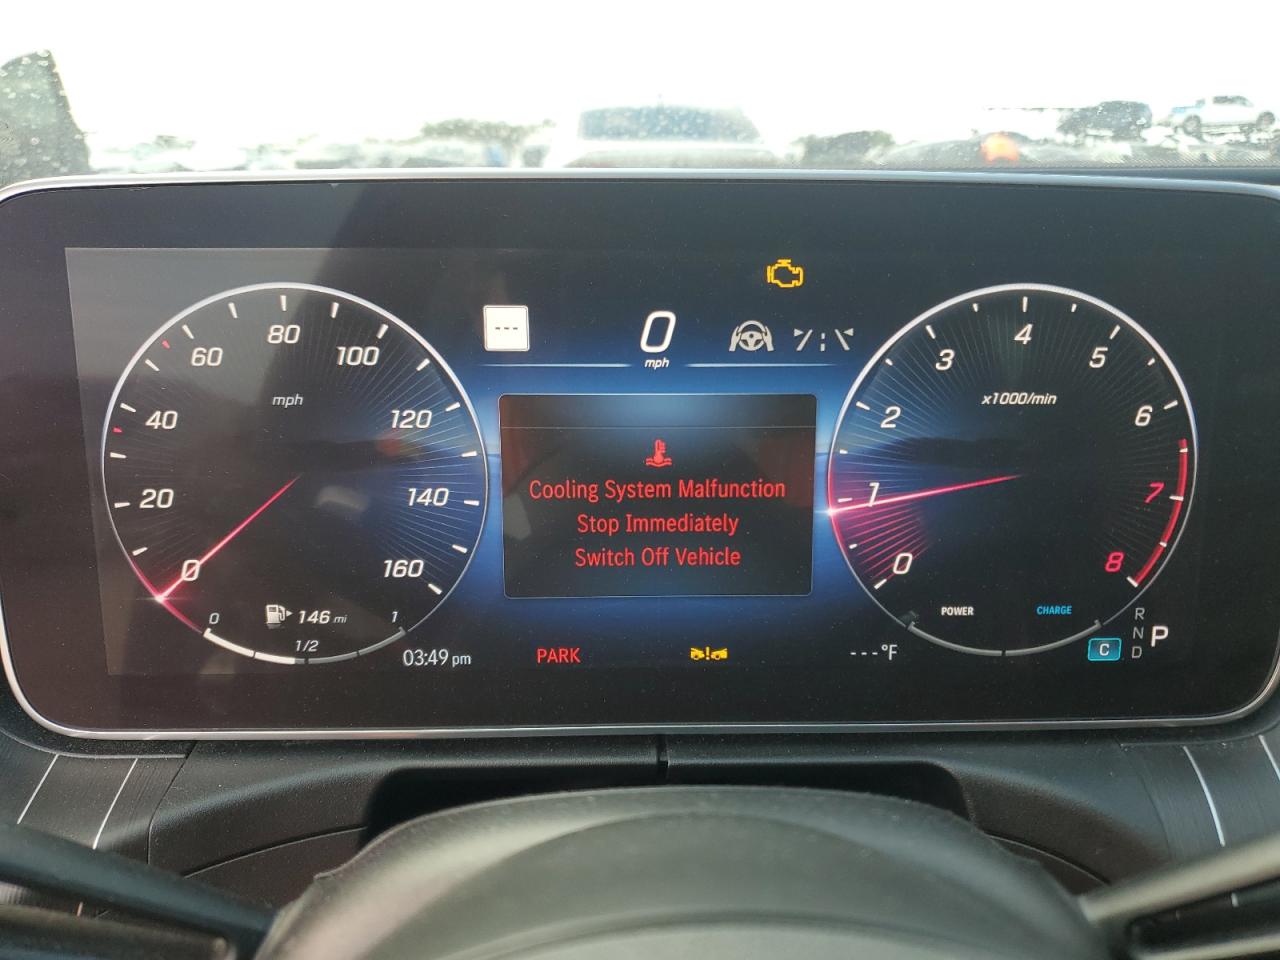 ---
0
mph
0
20
40
60
80
100
120
140
160
mph
0
146 mi
1
1/2
03:49 pm
Cooling System Malfunction
Stop Immediately
Switch Off Vehicle
PARK
---°F
0
1
2
3
4
5
6
7
8
x1000/min
POWER
CHARGE
R
N
D
P
C